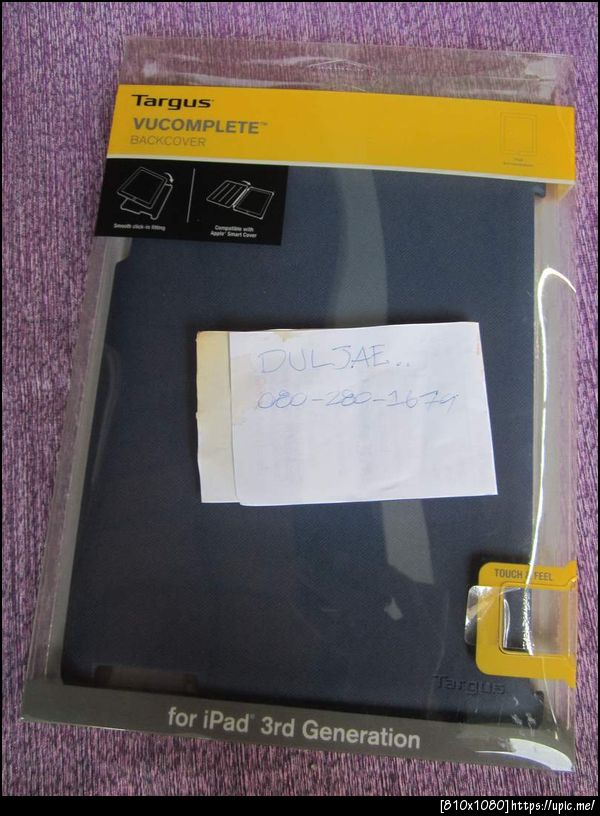 Targus
VUCOMPLETE™
BACKCOVER
Smooth click-in fitting
Compatible with
Apple® Smart Cover
DULJAE..
080-280-1679
TOUCH & FEEL
Targus
for iPad® 3rd Generation
[810x1080]https://upic.me/